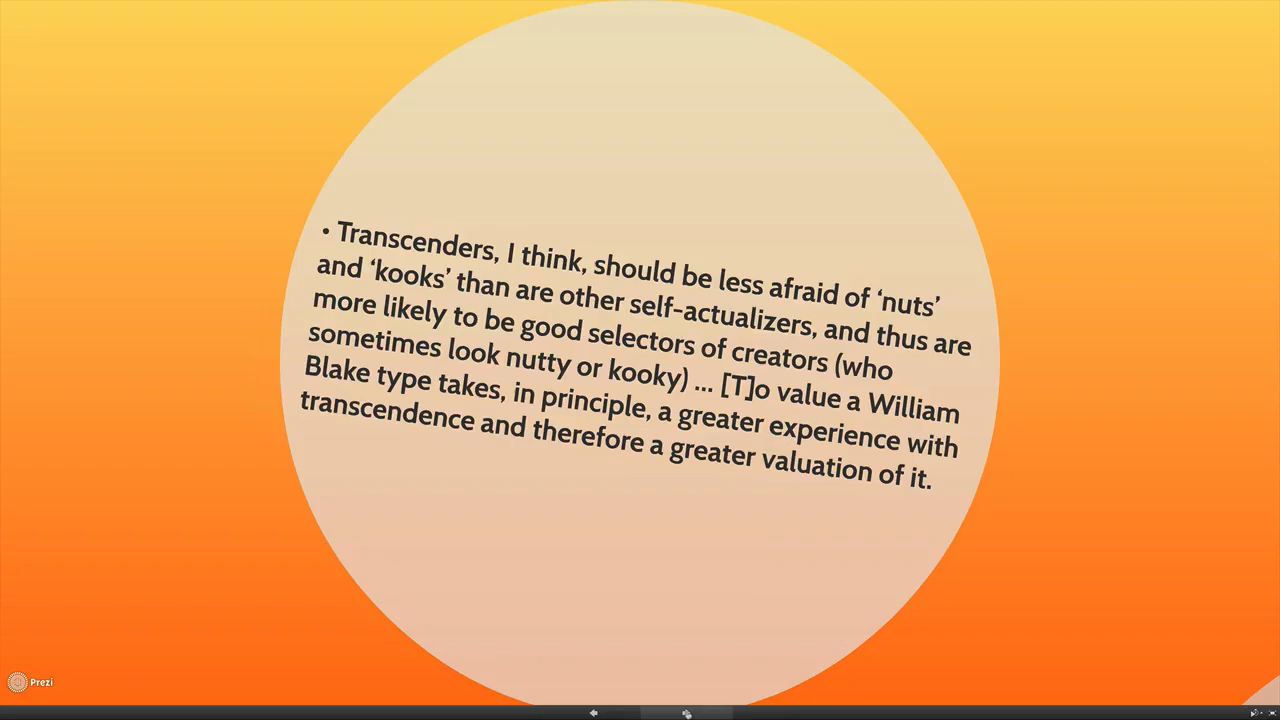 • Transcenders, I think, should be less afraid of ‘nuts’
and ‘kooks’ than are other self-actualizers, and thus are
more likely to be good selectors of creators (who
sometimes look nutty or kooky) ... [T]o value a William
Blake type takes, in principle, a greater experience with
transcendence and therefore a greater valuation of it.
Prezi